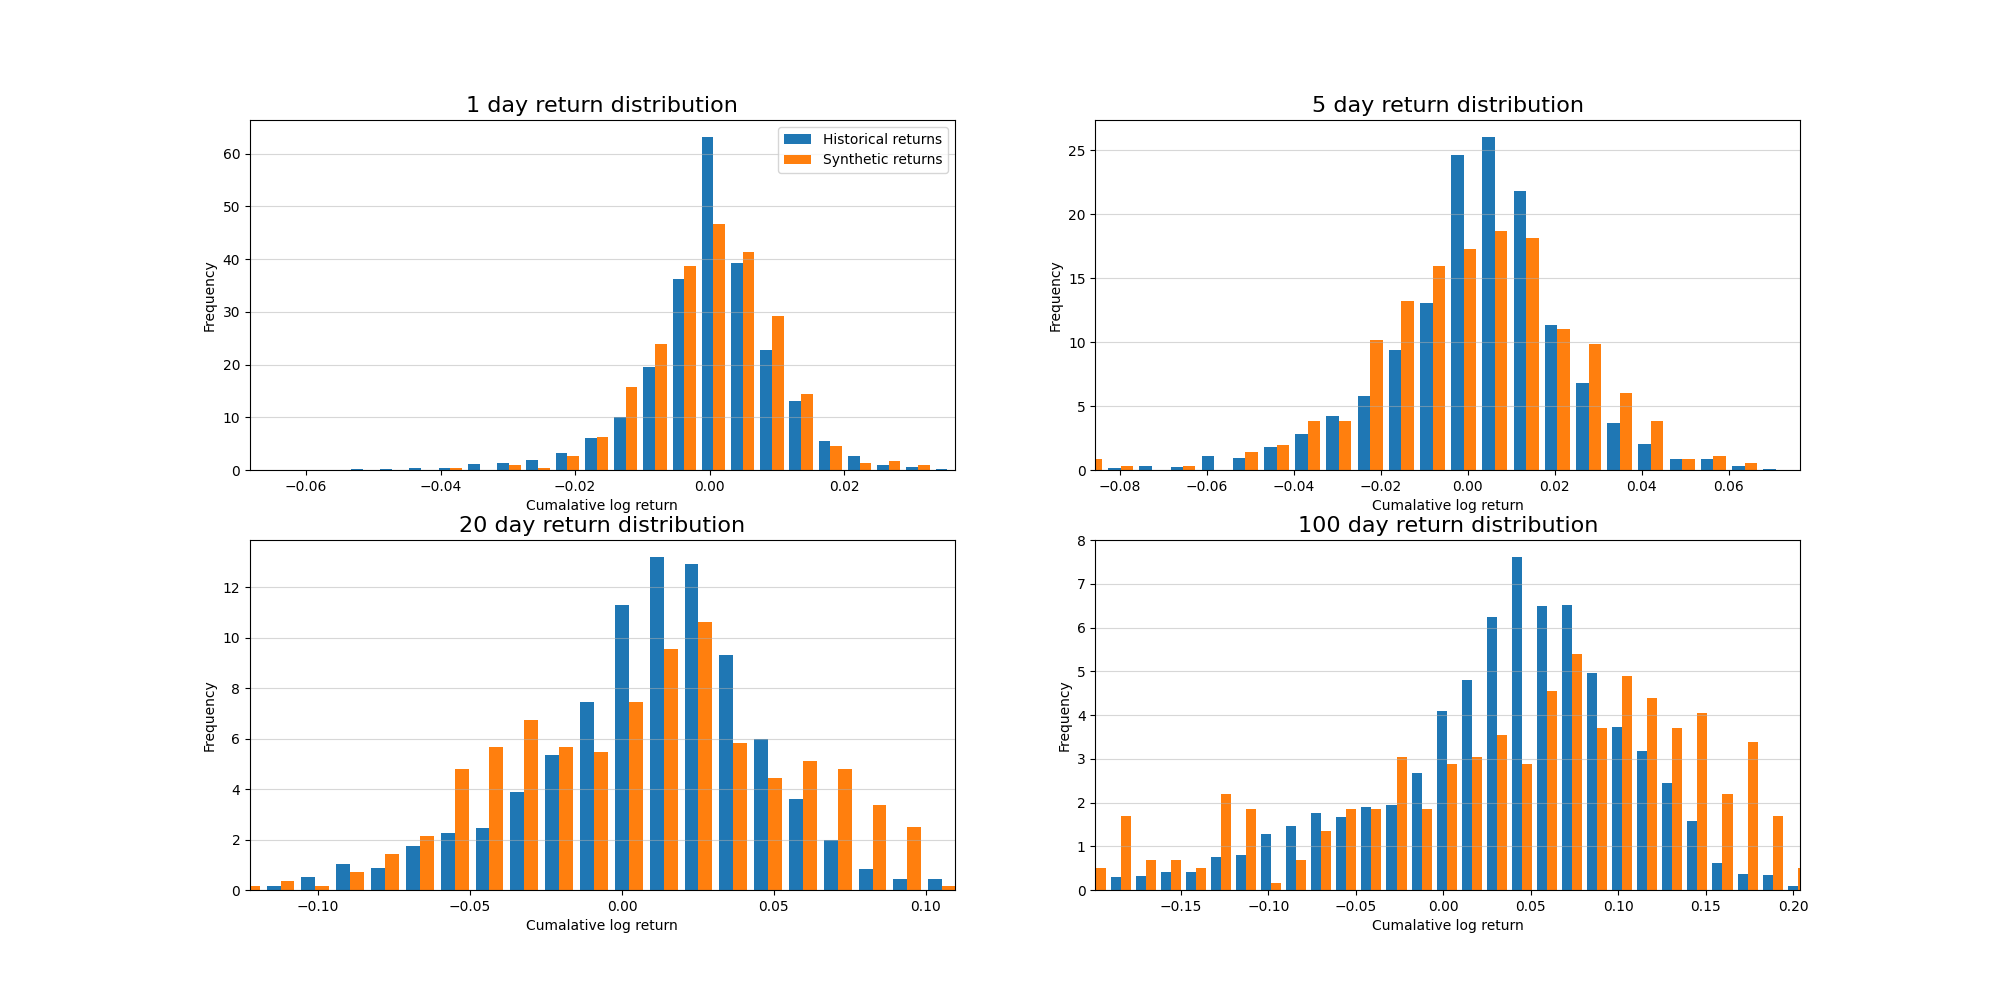 1 day return distribution
60
50
40
30
20
10
0
Frequency
Historical returns
Synthetic returns
−0.06 −0.04 −0.02 0.00 0.02
Cumalative log return
5 day return distribution
25
20
15
10
5
0
Frequency
−0.08 −0.06 −0.04 −0.02 0.00 0.02 0.04 0.06
Cumalative log return
20 day return distribution
12
10
8
6
4
2
0
Frequency
−0.10 −0.05 0.00 0.05 0.10
Cumalative log return
100 day return distribution
8
7
6
5
4
3
2
1
0
Frequency
−0.15 −0.10 −0.05 0.00 0.05 0.10 0.15 0.20
Cumalative log return